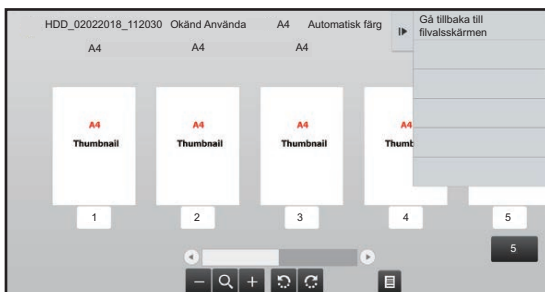 HDD_02022018_112030 Okänd Använda A4 Automatisk färg
Gå tillbaka till
filvalsskärmen
A4 A4 A4
A4 A4 A4 A4
Thumbnail Thumbnail Thumbnail Thumb
1 2 3 4 5
5